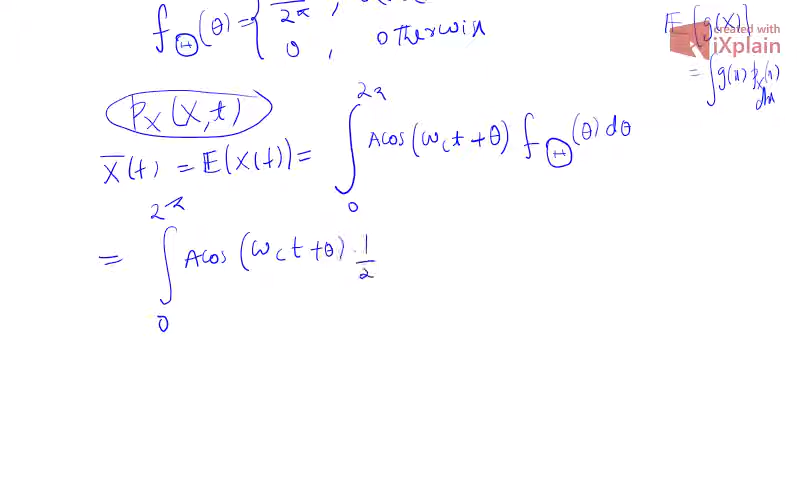 f_Θ(θ) = { 1/2π ,
0 , otherwise
E[g(X)]
= ∫ g(x) p_X(x) dx
created with
iXplain
P_X(X,t)
X̄(t) = E(X(t)) = ∫_0^{2π} A cos(ω_c t + θ) f_Θ(θ) dθ
= ∫_0^{2π} A cos(ω_c t + θ) · 1/2